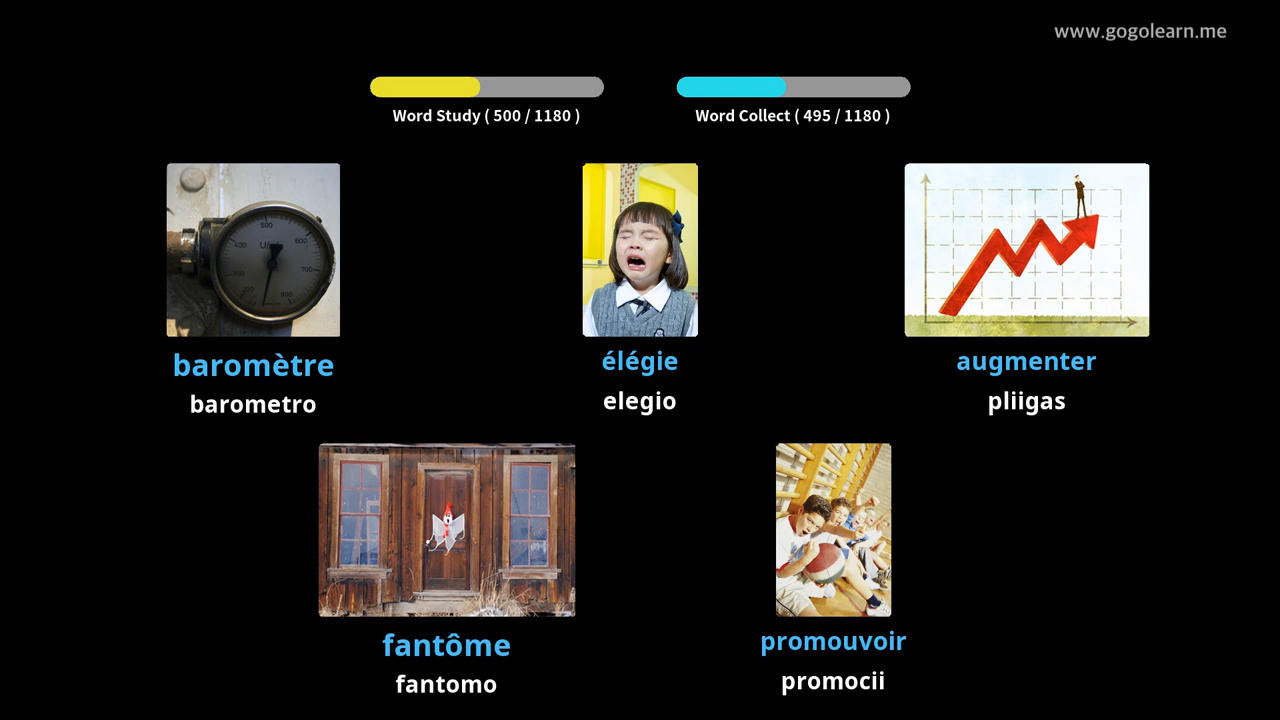 www.gogolearn.me
Word Study ( 500 / 1180 )
Word Collect ( 495 / 1180 )
baromètre
barometro
élégie
elegio
augmenter
pliigas
fantôme
fantomo
promouvoir
promocii